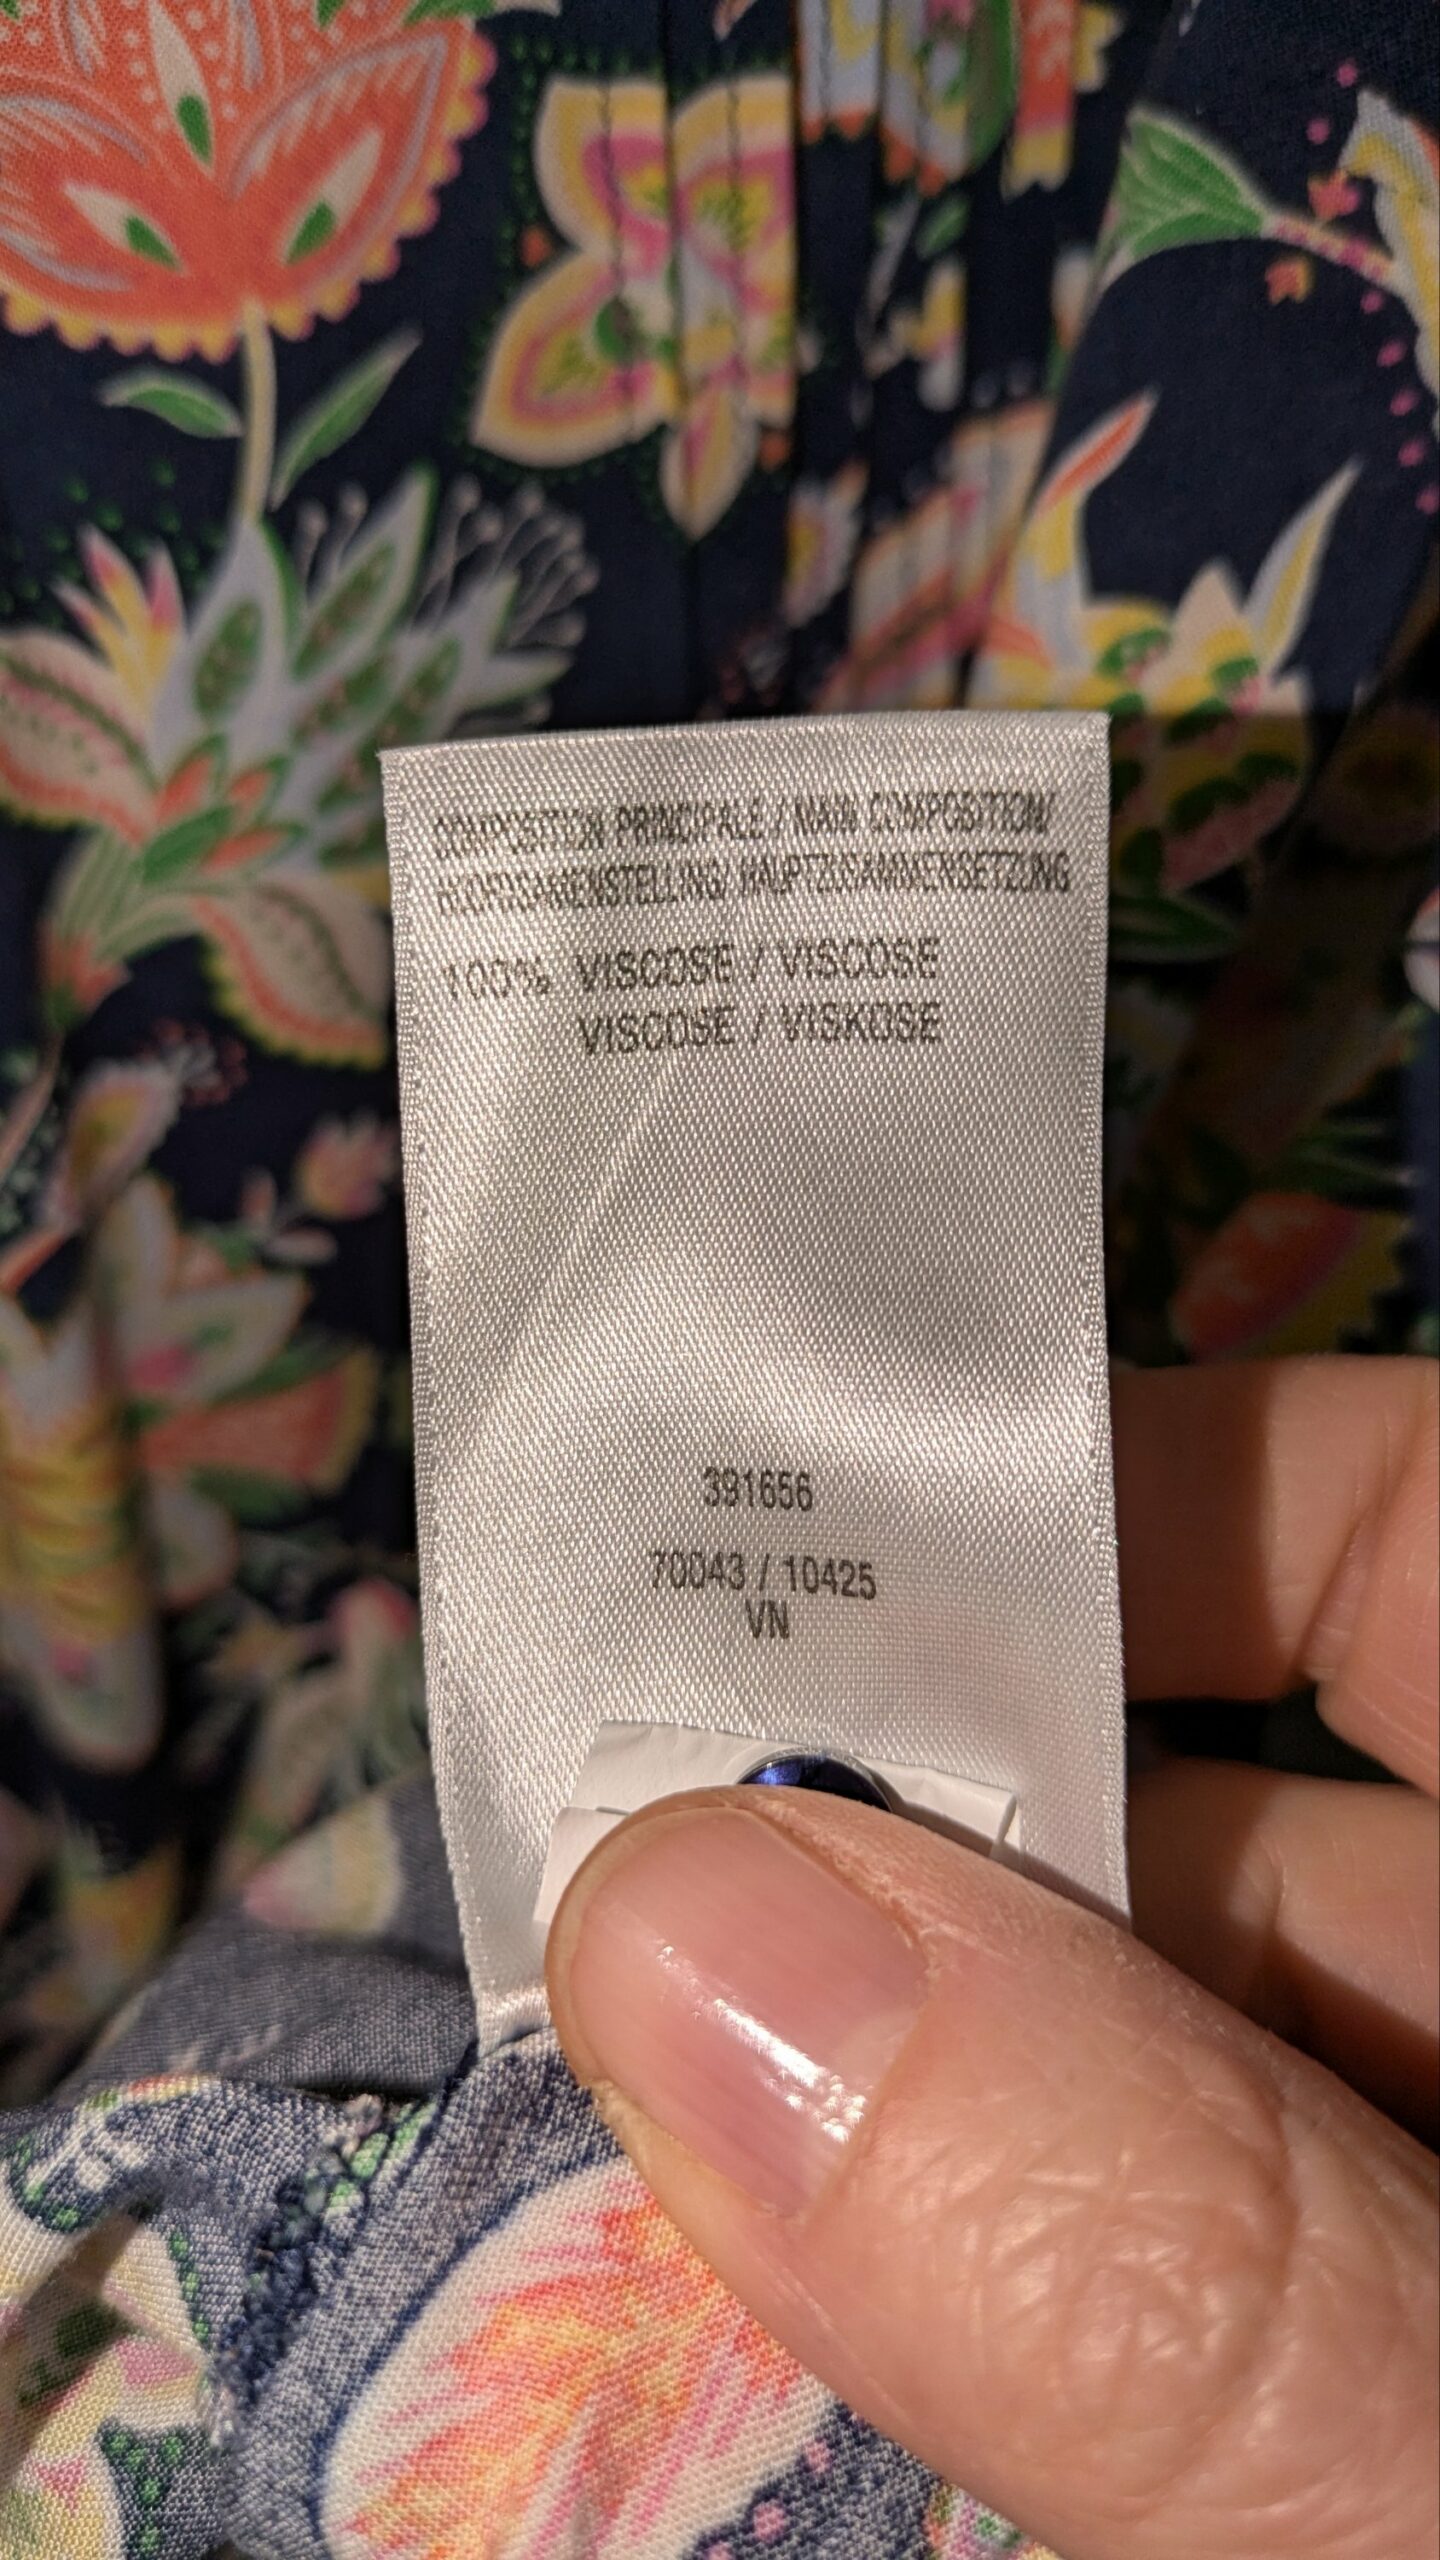 COMPOSITION PRINCIPALE / MAIN COMPOSITION/
HOOFDSAMENSTELLING/ HAUPTZUSAMMENSETZUNG
100% VISCOSE / VISCOSE
VISCOSE / VISKOSE
391656
70043 / 10425
VN